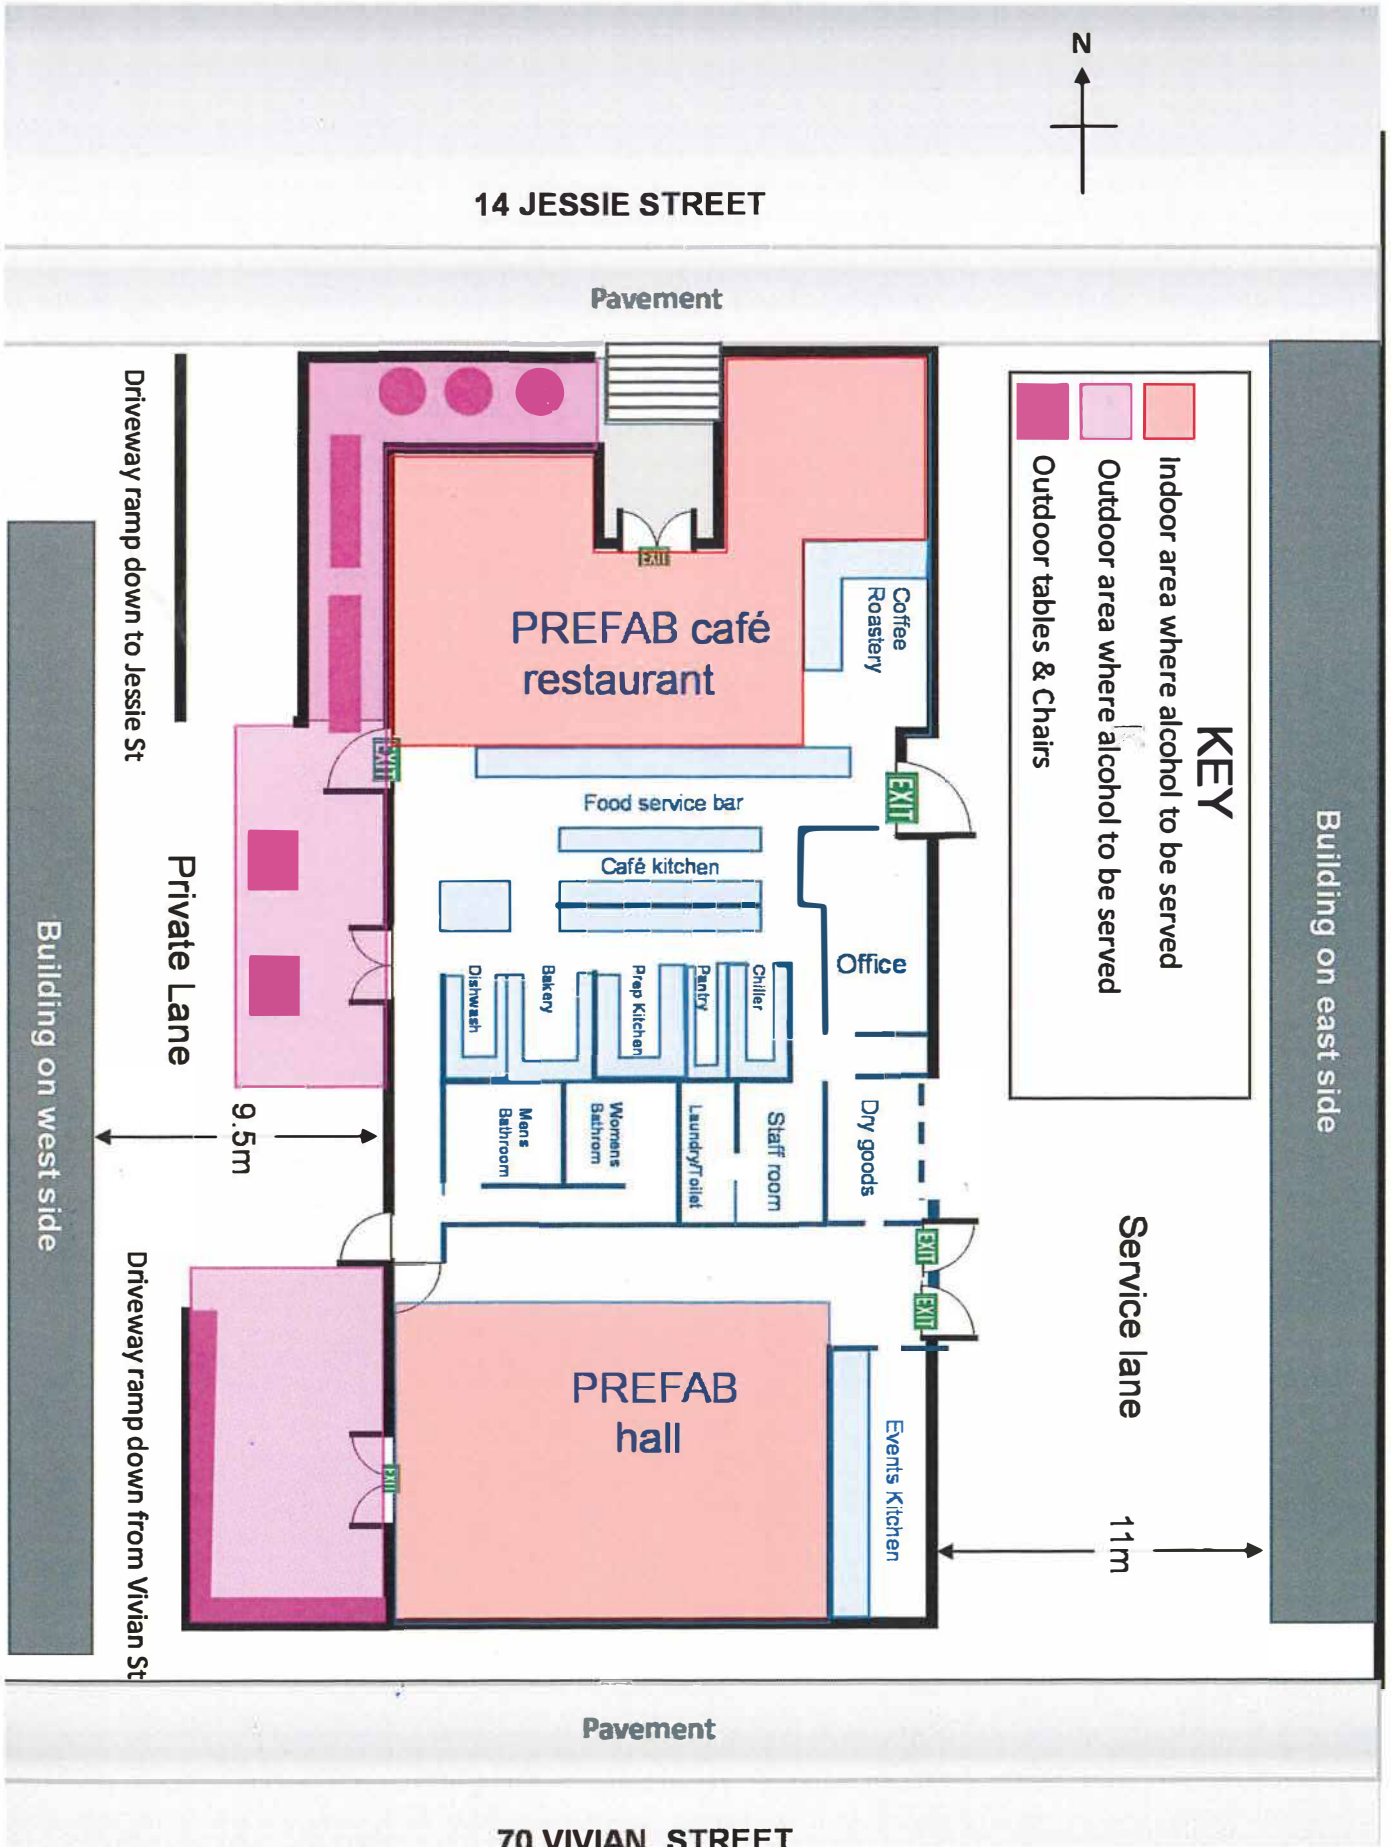 N
14 JESSIE STREET
Pavement
KEY
Indoor area where alcohol to be served
Outdoor area where alcohol to be served
Outdoor tables & Chairs
Driveway ramp down to Jessie St
EXIT
Coffee
Roastery
PREFAB café
restaurant
EXIT
EXIT
EXIT
Food service bar
Café kitchen
Office
Private Lane
Building on west side
Building on east side
Dishwash
Bakery
Prep Kitchen
Pantry
Chiller
9.5m
Mens
Bathroom
Womens
Bathrom
Laundry/Toilet
Staff room
Dry goods
Service lane
EXIT
EXIT
Driveway ramp down from Vivian St
PREFAB
hall
EXIT
Events Kitchen
11m
Pavement
70 VIVIAN STREET